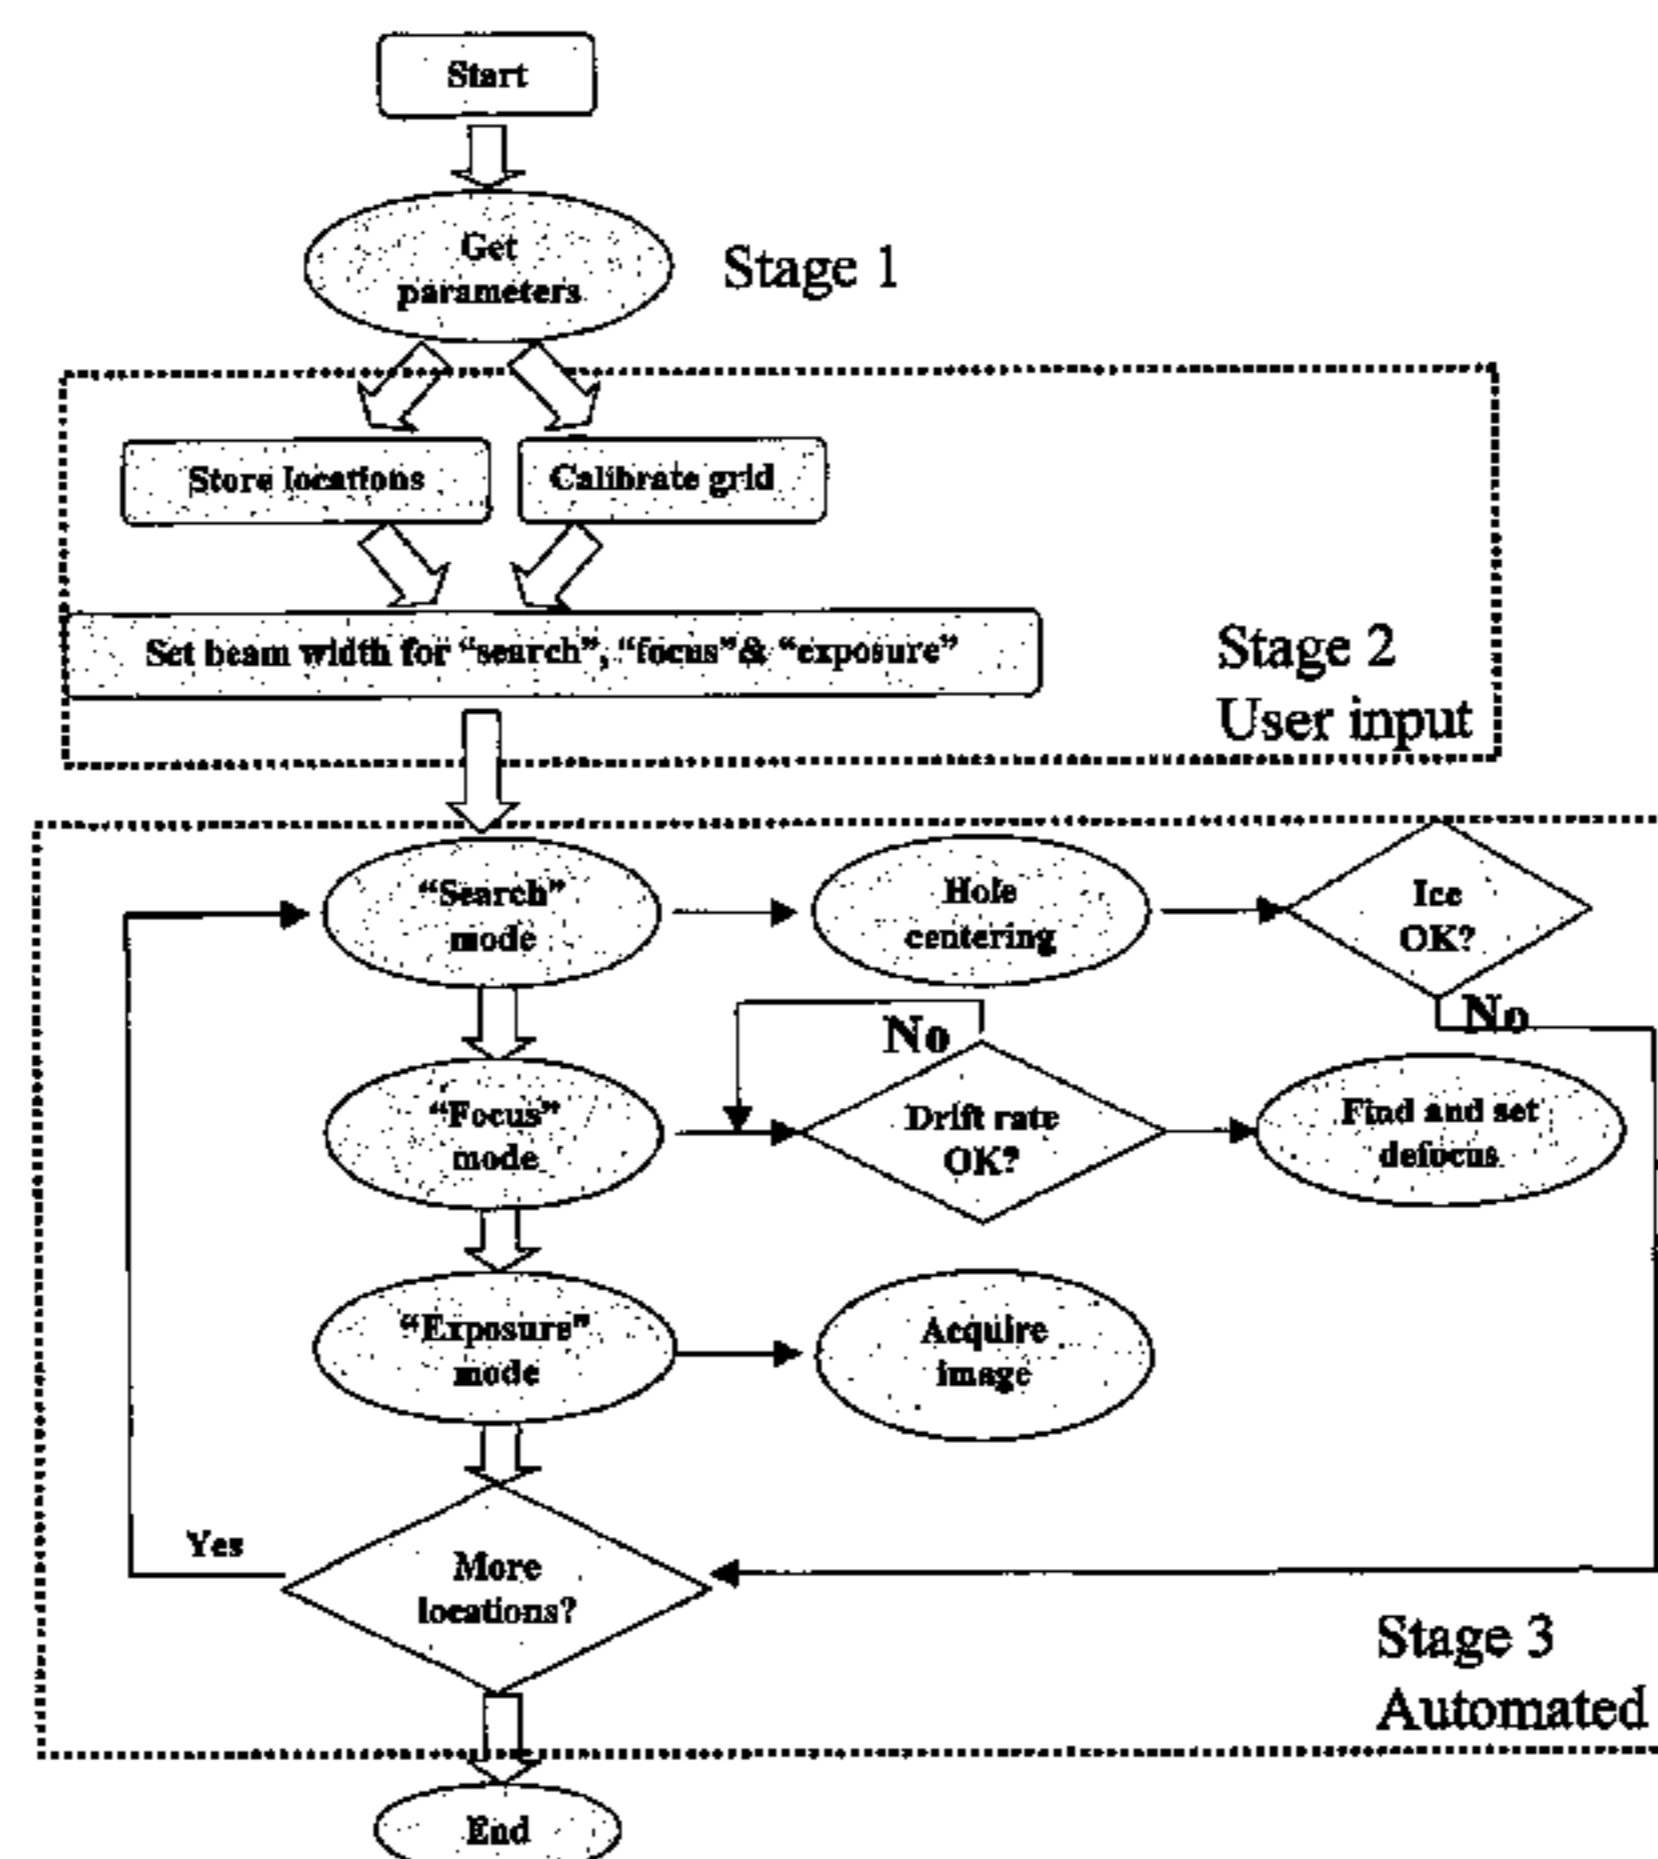 Start
Get
parameters
Stage 1
Store locations
Calibrate grid
Set beam width for “search”, “focus”& “exposure”
Stage 2
User input
“Search”
mode
Hole
centering
Ice
OK?
No
No
“Focus”
mode
Drift rate
OK?
Find and set
defocus
“Exposure”
mode
Acquire
image
Yes
More
locations?
Stage 3
Automated
End